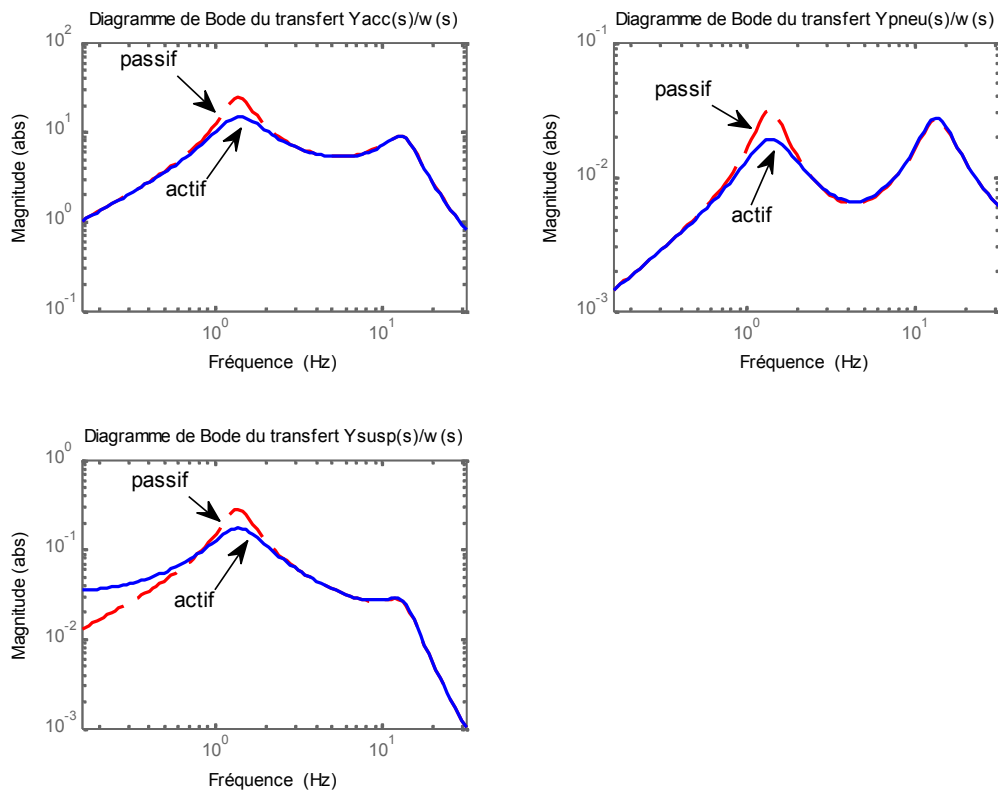 Diagramme de Bode du transfert Yacc(s)/w (s)
10^2
10^1
10^0
10^-1
Magnitude (abs)
passif
actif
10^0
10^1
Fréquence (Hz)
Diagramme de Bode du transfert Ypneu(s)/w (s)
10^-1
10^-2
10^-3
Magnitude (abs)
passif
actif
10^0
10^1
Fréquence (Hz)
Diagramme de Bode du transfert Ysusp(s)/w (s)
10^0
10^-1
10^-2
10^-3
Magnitude (abs)
passif
actif
10^0
10^1
Fréquence (Hz)